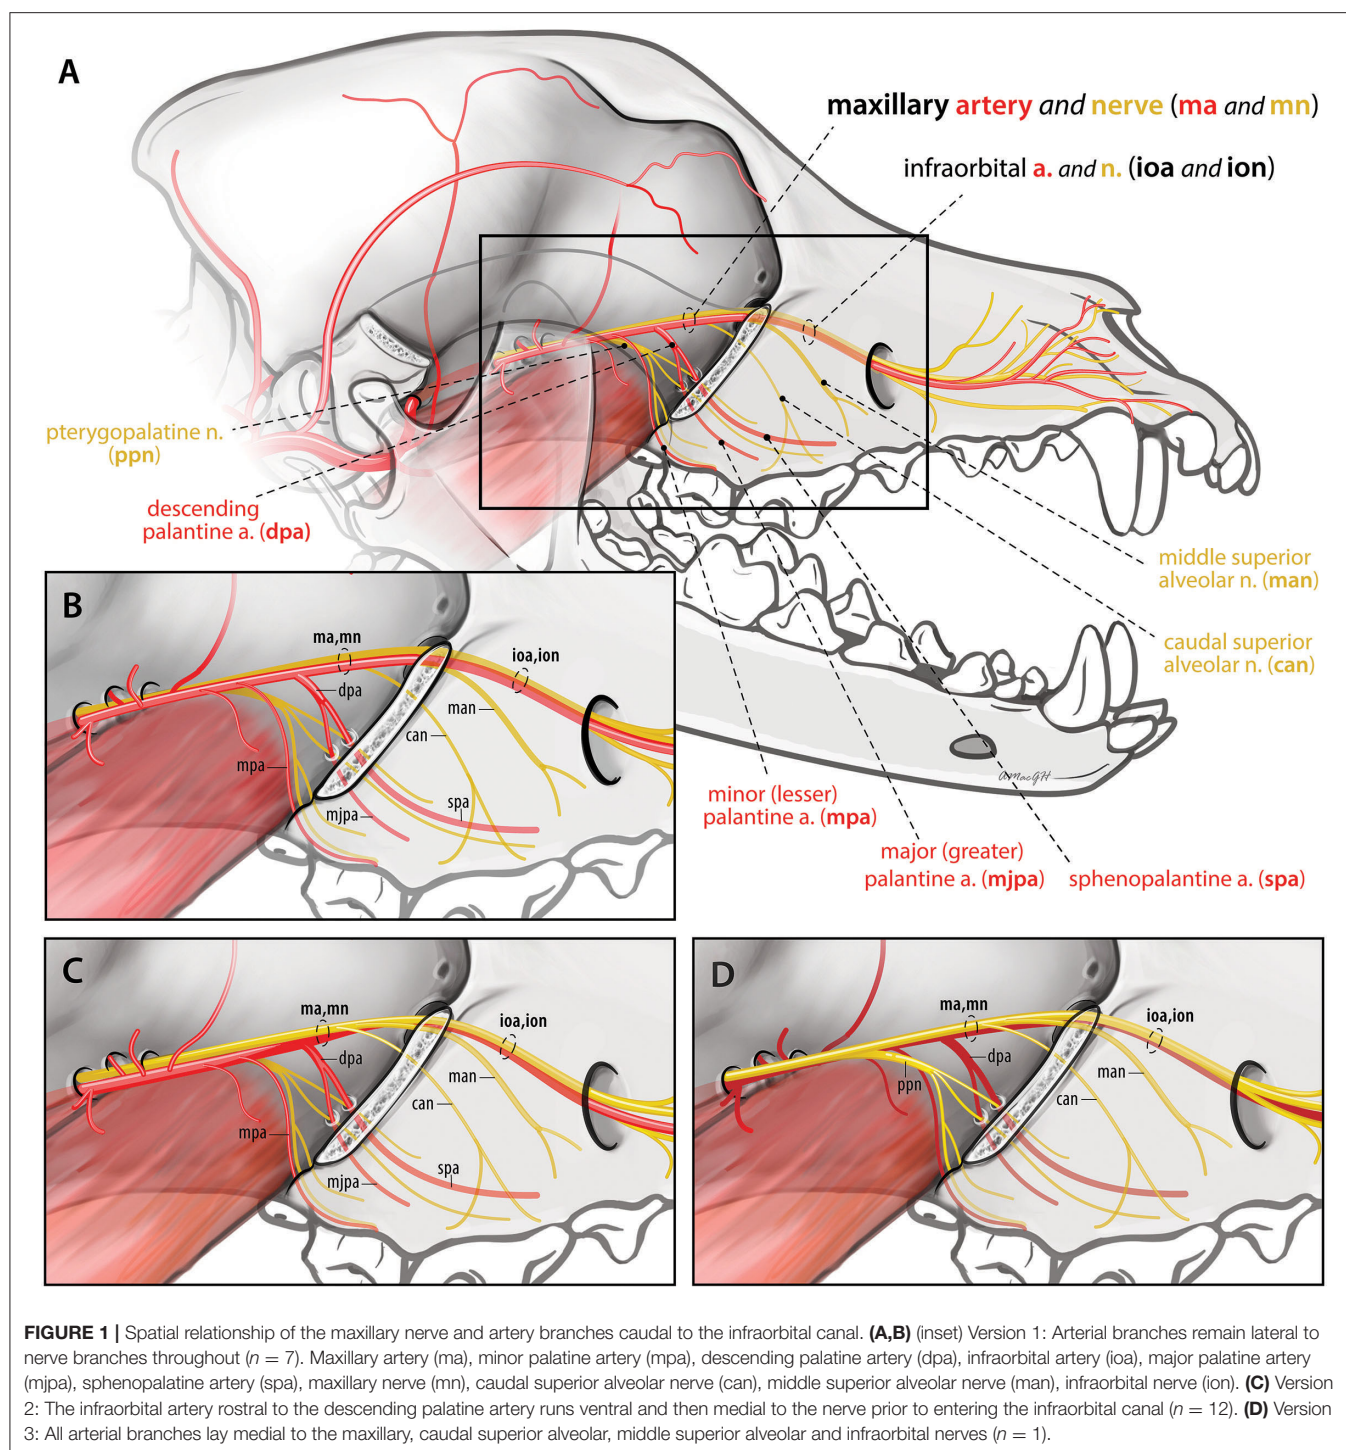 A
maxillary artery and nerve (ma and mn)
infraorbital a. and n. (ioa and ion)
pterygopalatine n.
(ppn)
descending
palantine a. (dpa)
middle superior
alveolar n. (man)
caudal superior
alveolar n. (can)
AMacGH
minor (lesser)
palantine a. (mpa)
major (greater)
palantine a. (mjpa)
sphenopalantine a. (spa)
B
ma,mn
ioa,ion
dpa
man
can
mpa
mjpa
spa
C
ma,mn
ioa,ion
dpa
man
can
mpa
mjpa
spa
D
ma,mn
ioa,ion
dpa
ppn
man
can
FIGURE 1 | Spatial relationship of the maxillary nerve and artery branches caudal to the infraorbital canal. (A,B) (inset) Version 1: Arterial branches remain lateral to
nerve branches throughout (n = 7). Maxillary artery (ma), minor palatine artery (mpa), descending palatine artery (dpa), infraorbital artery (ioa), major palatine artery
(mjpa), sphenopalatine artery (spa), maxillary nerve (mn), caudal superior alveolar nerve (can), middle superior alveolar nerve (man), infraorbital nerve (ion). (C) Version
2: The infraorbital artery rostral to the descending palatine artery runs ventral and then medial to the nerve prior to entering the infraorbital canal (n = 12). (D) Version
3: All arterial branches lay medial to the maxillary, caudal superior alveolar, middle superior alveolar and infraorbital nerves (n = 1).